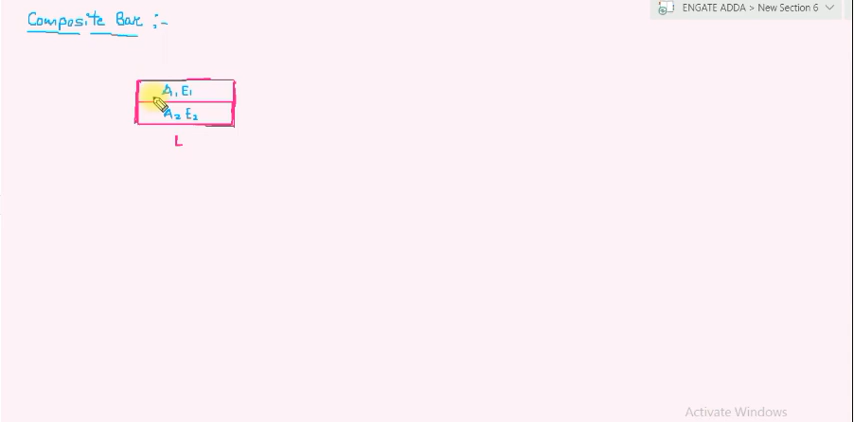 Composite Bar :-
ENGATE ADDA > New Section 6
A₁ E₁
A₂ E₂
L
Activate Windows